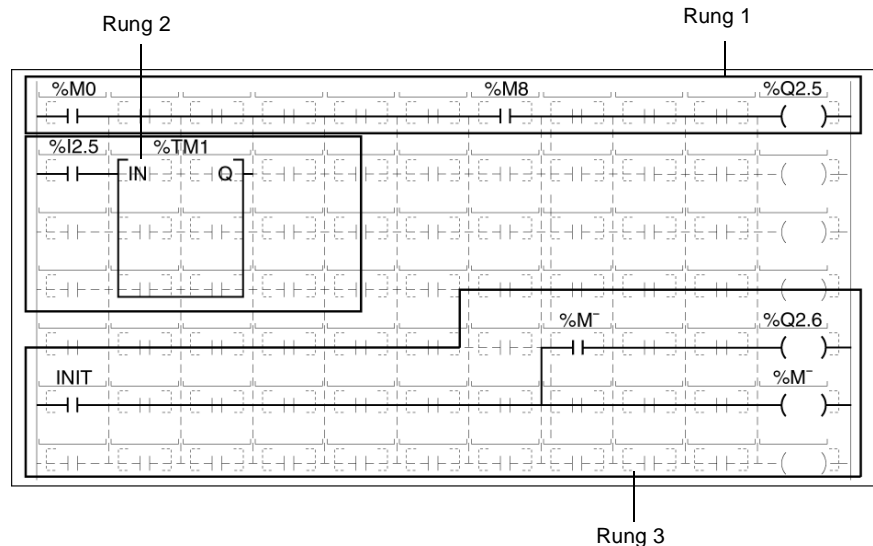 Rung 2
Rung 1
%M0 %M8 %Q2.5
%I2.5 %TM1
IN Q
%M¯ %Q2.6
INIT %M¯
Rung 3